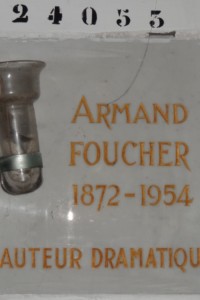 24053
ARMAND
FOUCHER
1872-1954
AUTEUR DRAMATIQU